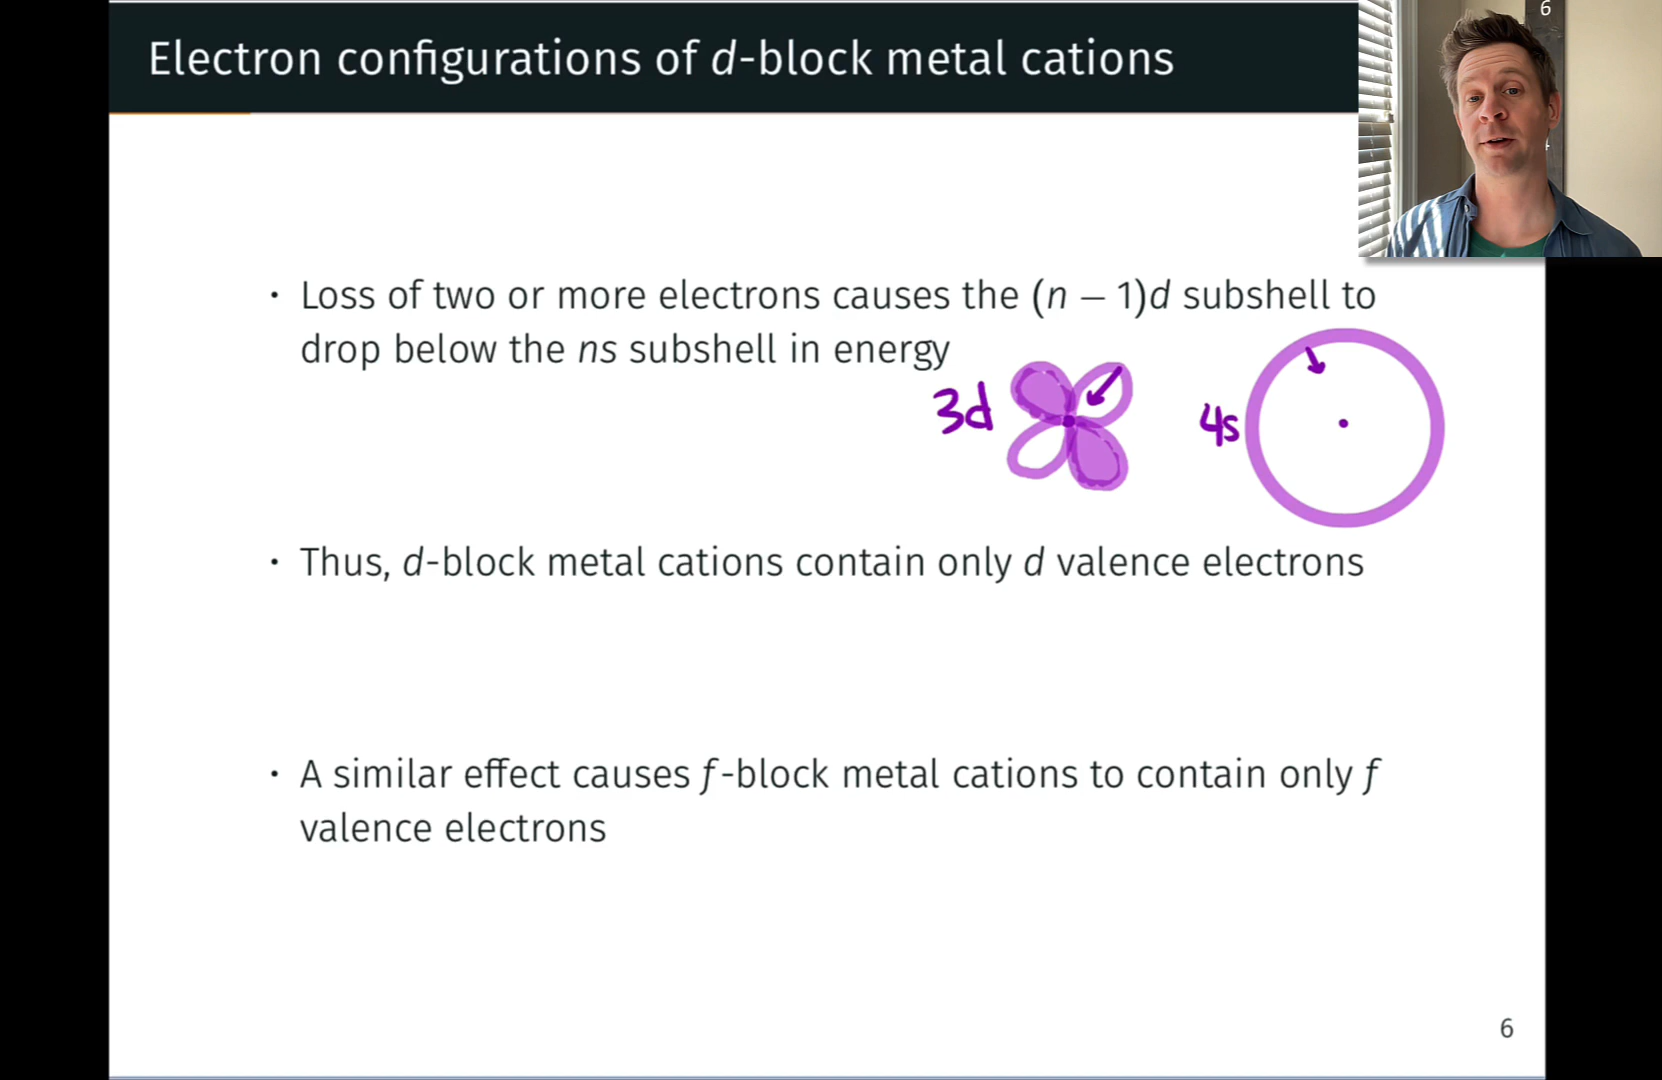 Electron configurations of d-block metal cations
6
• Loss of two or more electrons causes the (n − 1)d subshell to
drop below the ns subshell in energy
3d
4s
• Thus, d-block metal cations contain only d valence electrons
• A similar effect causes f-block metal cations to contain only f
valence electrons
6